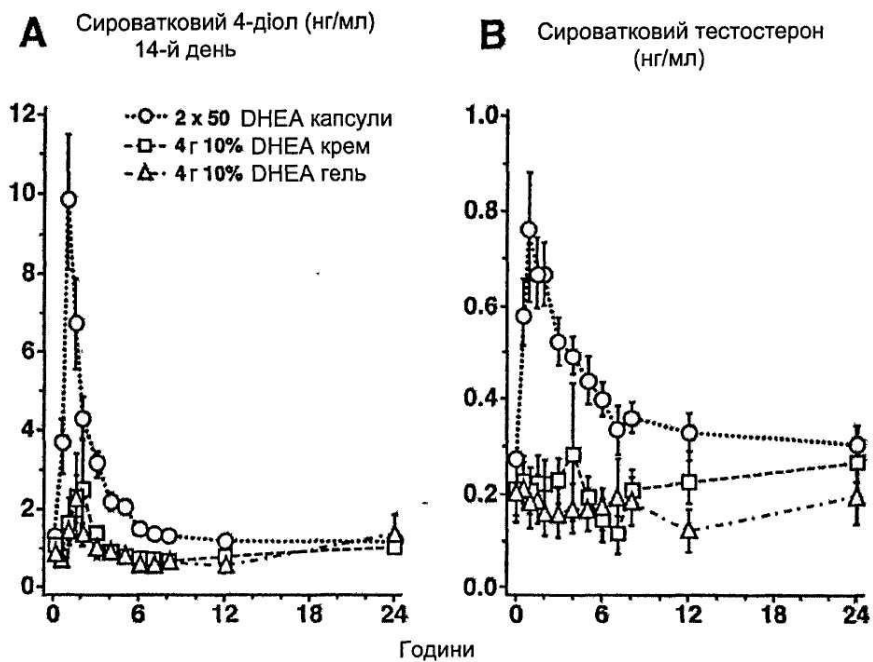 A Сироватковий 4-діол (нг/мл)
14-й день
12
10
8
6
4
2
0
2 x 50 DHEA капсули
4 г 10% DHEA крем
4 г 10% DHEA гель
0 6 12 18 24
B Сироватковий тестостерон
(нг/мл)
1.0
0.8
0.6
0.4
0.2
0.0
0 6 12 18 24
Години